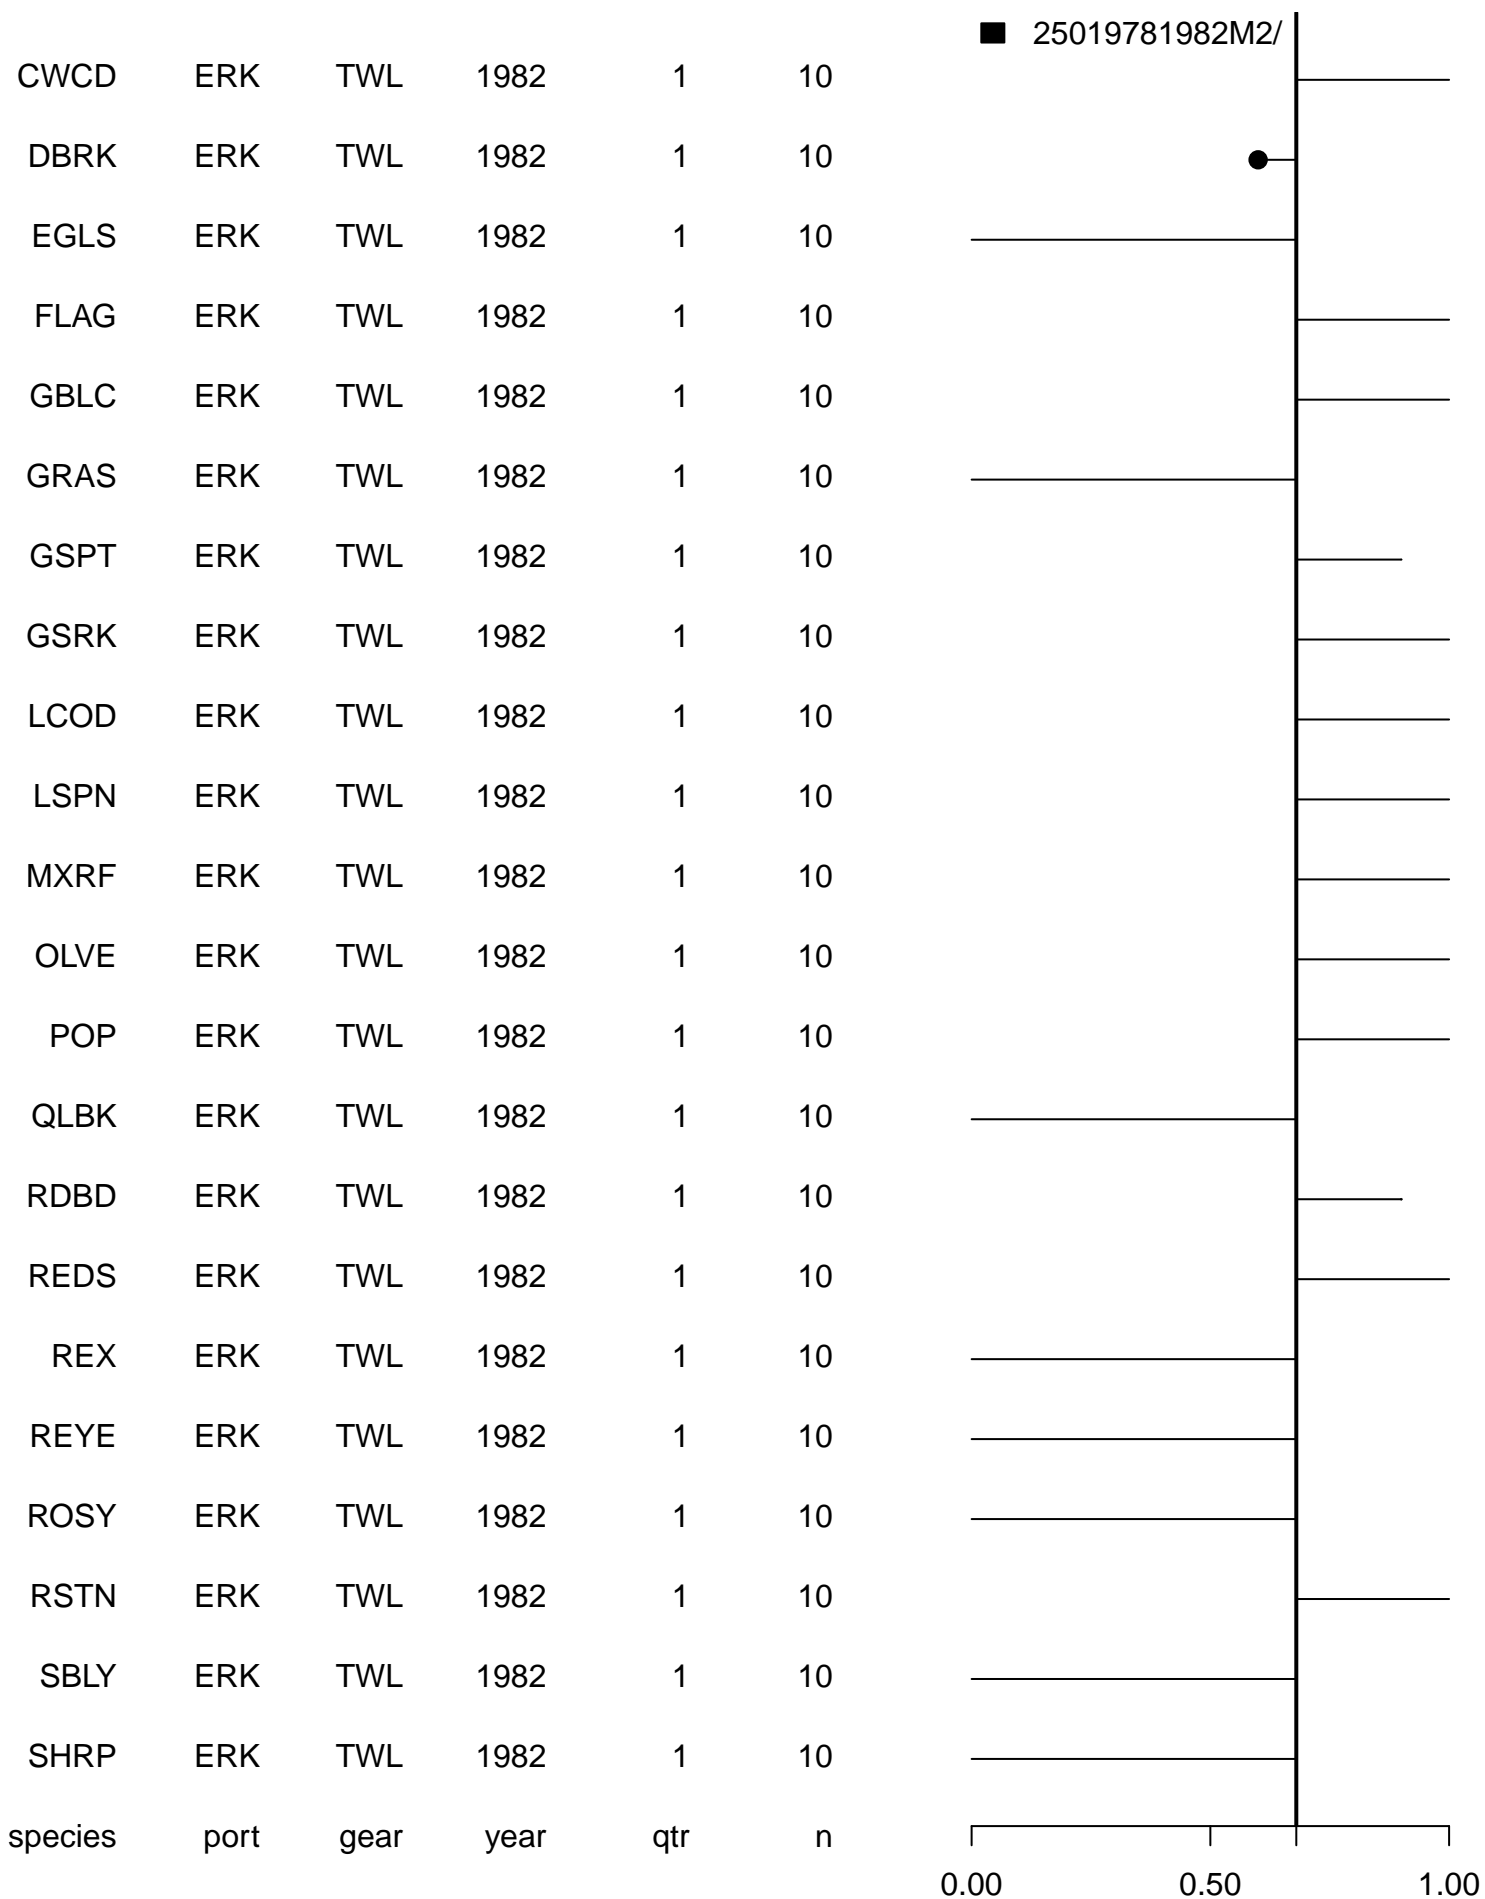 25019781982M2/
CWCD ERK TWL 1982 1 10
DBRK ERK TWL 1982 1 10
EGLS ERK TWL 1982 1 10
FLAG ERK TWL 1982 1 10
GBLC ERK TWL 1982 1 10
GRAS ERK TWL 1982 1 10
GSPT ERK TWL 1982 1 10
GSRK ERK TWL 1982 1 10
LCOD ERK TWL 1982 1 10
LSPN ERK TWL 1982 1 10
MXRF ERK TWL 1982 1 10
OLVE ERK TWL 1982 1 10
POP ERK TWL 1982 1 10
QLBK ERK TWL 1982 1 10
RDBD ERK TWL 1982 1 10
REDS ERK TWL 1982 1 10
REX ERK TWL 1982 1 10
REYE ERK TWL 1982 1 10
ROSY ERK TWL 1982 1 10
RSTN ERK TWL 1982 1 10
SBLY ERK TWL 1982 1 10
SHRP ERK TWL 1982 1 10
species port gear year qtr n
0.00 0.50 1.00